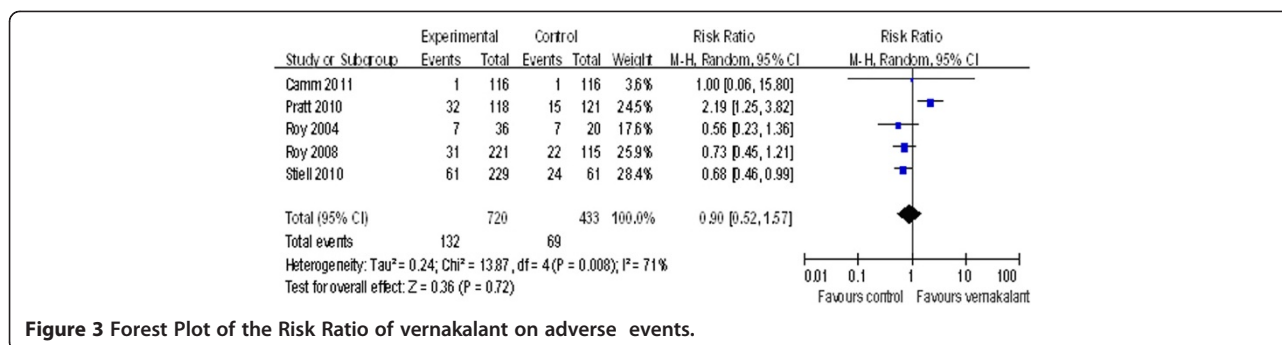 Experimental Control Risk Ratio Risk Ratio
Study or Subgroup Events Total Events Total Weight M-H, Random, 95% CI M-H, Random, 95% CI
Camm 2011 1 116 1 116 3.6% 1.00 [0.06, 15.80]
Pratt 2010 32 118 15 121 24.5% 2.19 [1.25, 3.82]
Roy 2004 7 36 7 20 17.6% 0.56 [0.23, 1.36]
Roy 2008 31 221 22 115 25.9% 0.73 [0.45, 1.21]
Stiell 2010 61 229 24 61 28.4% 0.68 [0.46, 0.99]
Total (95% CI) 720 433 100.0% 0.90 [0.52, 1.57]
Total events 132 69
Heterogeneity: Tau² = 0.24; Chi² = 13.87, df = 4 (P = 0.008); I² = 71%
Test for overall effect: Z = 0.36 (P = 0.72)
0.01 0.1 1 10 100
Favours control Favours vernakalant
Figure 3 Forest Plot of the Risk Ratio of vernakalant on adverse events.